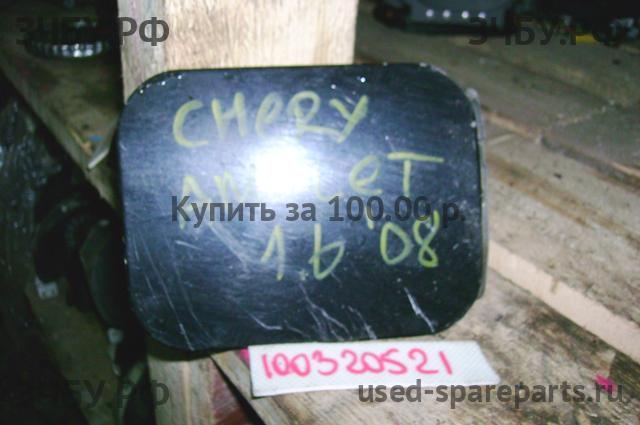 ЗЧБУ.РФ ЗЧБУ.РФ
CHERY
AMULET
Купить за 100.00 р.
1.6 '08
100320521
ЗЧБУ.РФ used-spareparts.ru